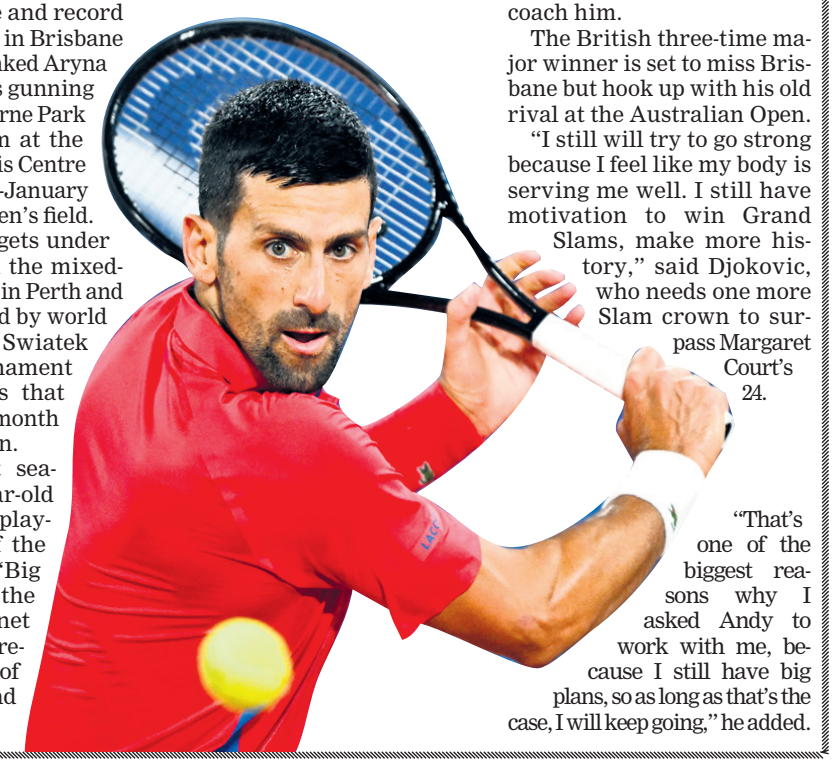 e and record
in Brisbane
ked Aryna
s gunning
rne Park
m at the
is Centre
-January
en’s field.
gets under
the mixed-
in Perth and
d by world
Swiatek
nament
s that
month
n.
sea-
ar-old
play-
f the
“Big
the
net
re-
of
nd
LACO
coach him.
The British three-time ma-
jor winner is set to miss Bris-
bane but hook up with his old
rival at the Australian Open.
“I still will try to go strong
because I feel like my body is
serving me well. I still have
motivation to win Grand
Slams, make more his-
tory,” said Djokovic,
who needs one more
Slam crown to sur-
pass Margaret
Court’s
24.
“That’s
one of the
biggest rea-
sons why I
asked Andy to
work with me, be-
cause I still have big
plans, so as long as that’s the
case, I will keep going,” he added.